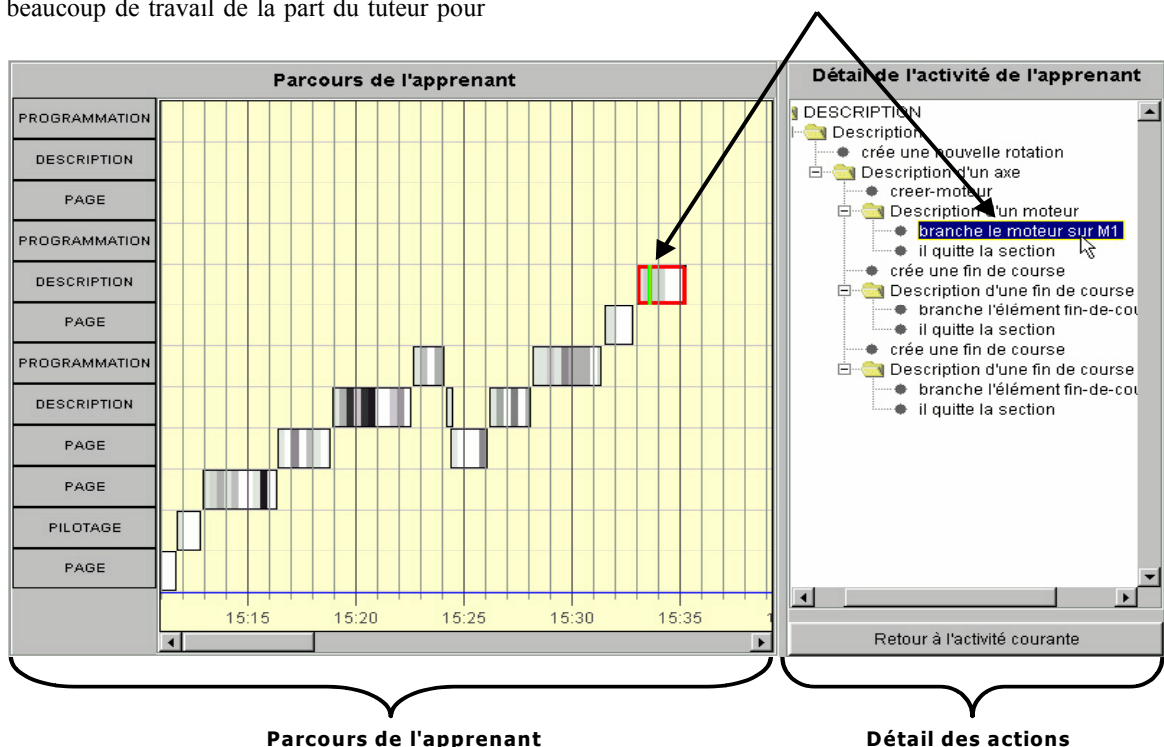 beaucoup de travail de la part du tuteur pour
Parcours de l'apprenant
PROGRAMMATION
DESCRIPTION
PAGE
PROGRAMMATION
DESCRIPTION
PAGE
PROGRAMMATION
DESCRIPTION
PAGE
PAGE
PILOTAGE
PAGE
15:15 15:20 15:25 15:30 15:35 1
Détail de l'activité de l'apprenant
DESCRIPTION
Description
crée une nouvelle rotation
Description d'un axe
creer-moteur
Description d'un moteur
branche le moteur sur M1
il quitte la section
crée une fin de course
Description d'une fin de course
branche l'élément fin-de-cou
il quitte la section
crée une fin de course
Description d'une fin de course
branche l'élément fin-de-cou
il quitte la section
Retour à l'activité courante
Parcours de l'apprenant
Détail des actions